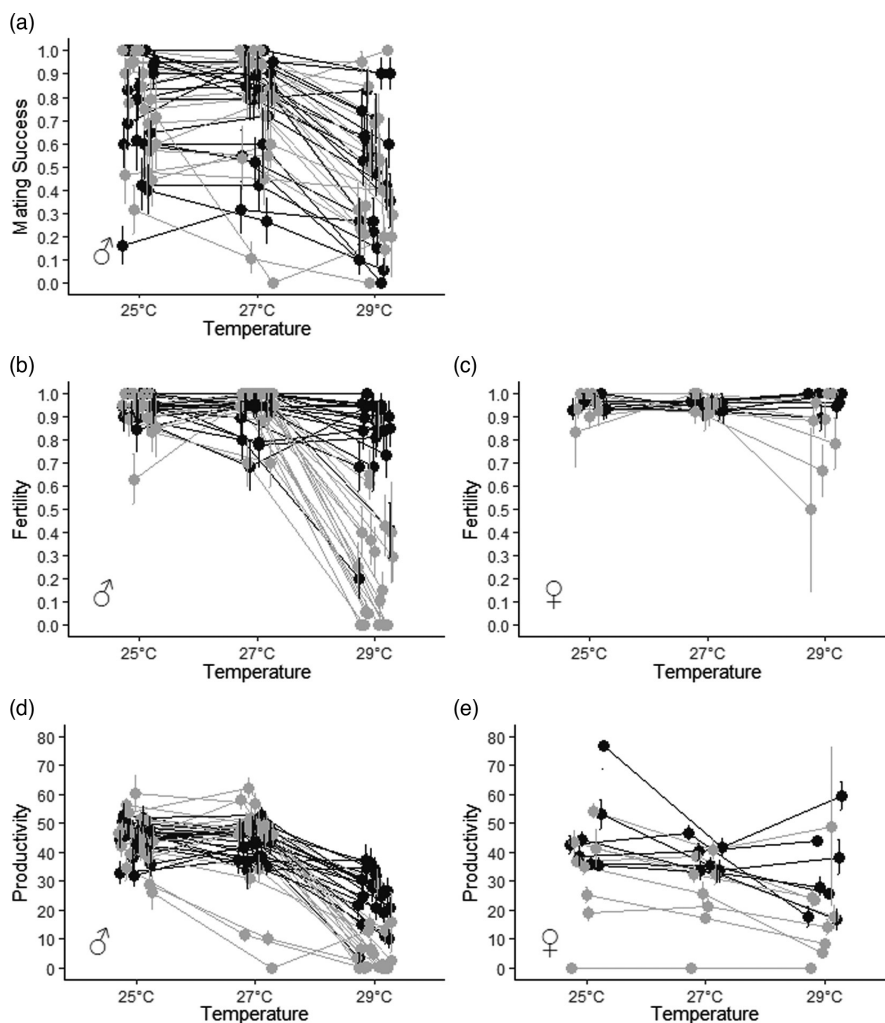 (a)
Mating Success
1.0
0.9
0.8
0.7
0.6
0.5
0.4
0.3
0.2
0.1
0.0
♂
25°C 27°C 29°C
Temperature
(b)
Fertility
1.0
0.9
0.8
0.7
0.6
0.5
0.4
0.3
0.2
0.1
0.0
♂
25°C 27°C 29°C
Temperature
(c)
Fertility
1.0
0.9
0.8
0.7
0.6
0.5
0.4
0.3
0.2
0.1
0.0
♀
25°C 27°C 29°C
Temperature
(d)
Productivity
80
70
60
50
40
30
20
10
0
♂
25°C 27°C 29°C
Temperature
(e)
Productivity
80
70
60
50
40
30
20
10
0
♀
25°C 27°C 29°C
Temperature